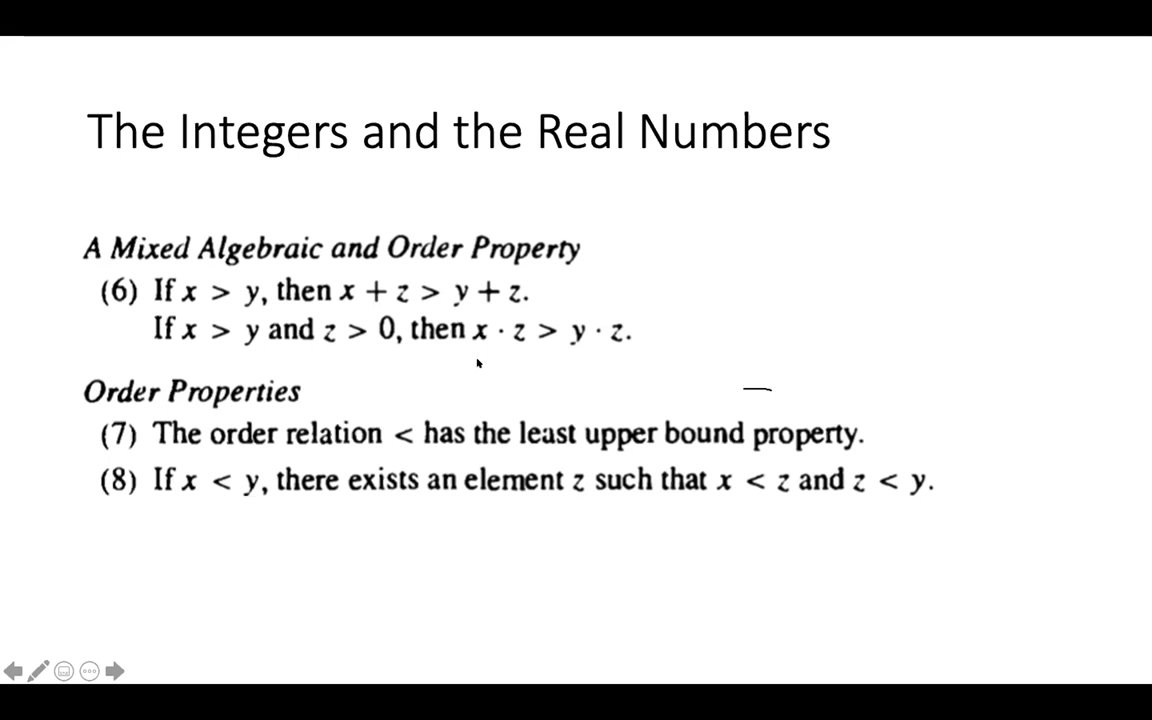 The Integers and the Real Numbers
A Mixed Algebraic and Order Property
(6) If x > y, then x + z > y + z.
If x > y and z > 0, then x · z > y · z.
Order Properties
(7) The order relation < has the least upper bound property.
(8) If x < y, there exists an element z such that x < z and z < y.